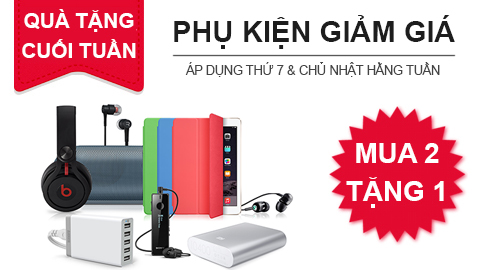 QUÀ TẶNG
CUỐI TUẦN
PHỤ KIỆN GIẢM GIÁ
ÁP DỤNG THỨ 7 & CHỦ NHẬT HẰNG TUẦN
MUA 2
TẶNG 1